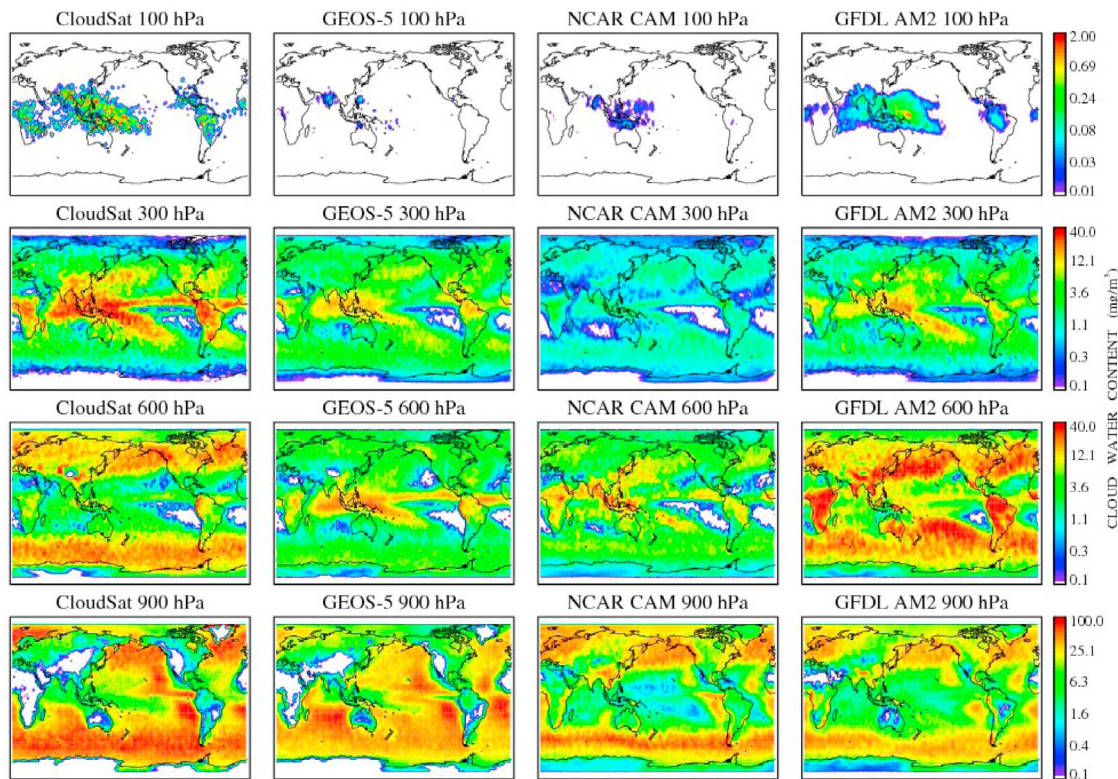 CloudSat 100 hPa
GEOS-5 100 hPa
NCAR CAM 100 hPa
GFDL AM2 100 hPa
2.00
0.69
0.24
0.08
0.03
0.01
CloudSat 300 hPa
GEOS-5 300 hPa
NCAR CAM 300 hPa
GFDL AM2 300 hPa
40.0
12.1
3.6
1.1
0.3
0.1
CloudSat 600 hPa
GEOS-5 600 hPa
NCAR CAM 600 hPa
GFDL AM2 600 hPa
40.0
12.1
3.6
1.1
0.3
0.1
CLOUD WATER CONTENT (mg/m³)
CloudSat 900 hPa
GEOS-5 900 hPa
NCAR CAM 900 hPa
GFDL AM2 900 hPa
100.0
25.1
6.3
1.6
0.4
0.1